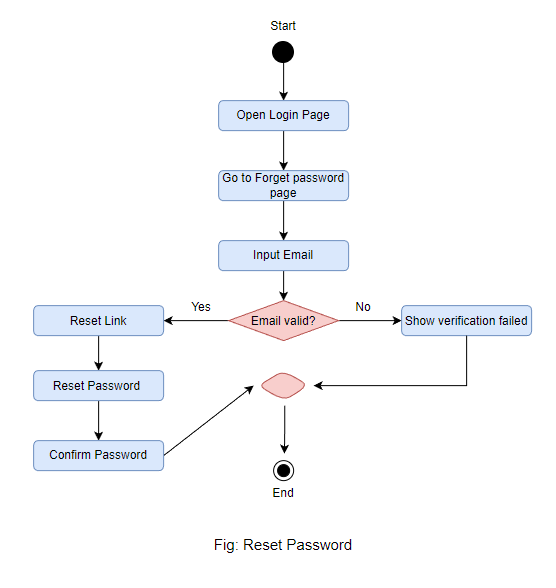 Start
Open Login Page
Go to Forget password
page
Input Email
Yes
Email valid?
No
Reset Link
Show verification failed
Reset Password
Confirm Password
End
Fig: Reset Password